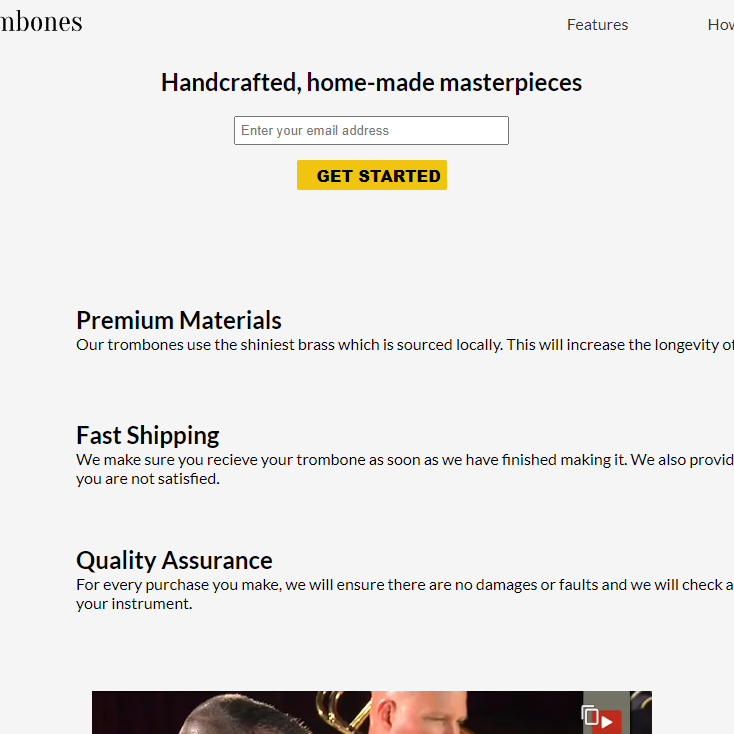 mbones
Features
How
Handcrafted, home-made masterpieces
Enter your email address
GET STARTED
Premium Materials
Our trombones use the shiniest brass which is sourced locally. This will increase the longevity of
Fast Shipping
We make sure you recieve your trombone as soon as we have finished making it. We also provid
you are not satisfied.
Quality Assurance
For every purchase you make, we will ensure there are no damages or faults and we will check a
your instrument.